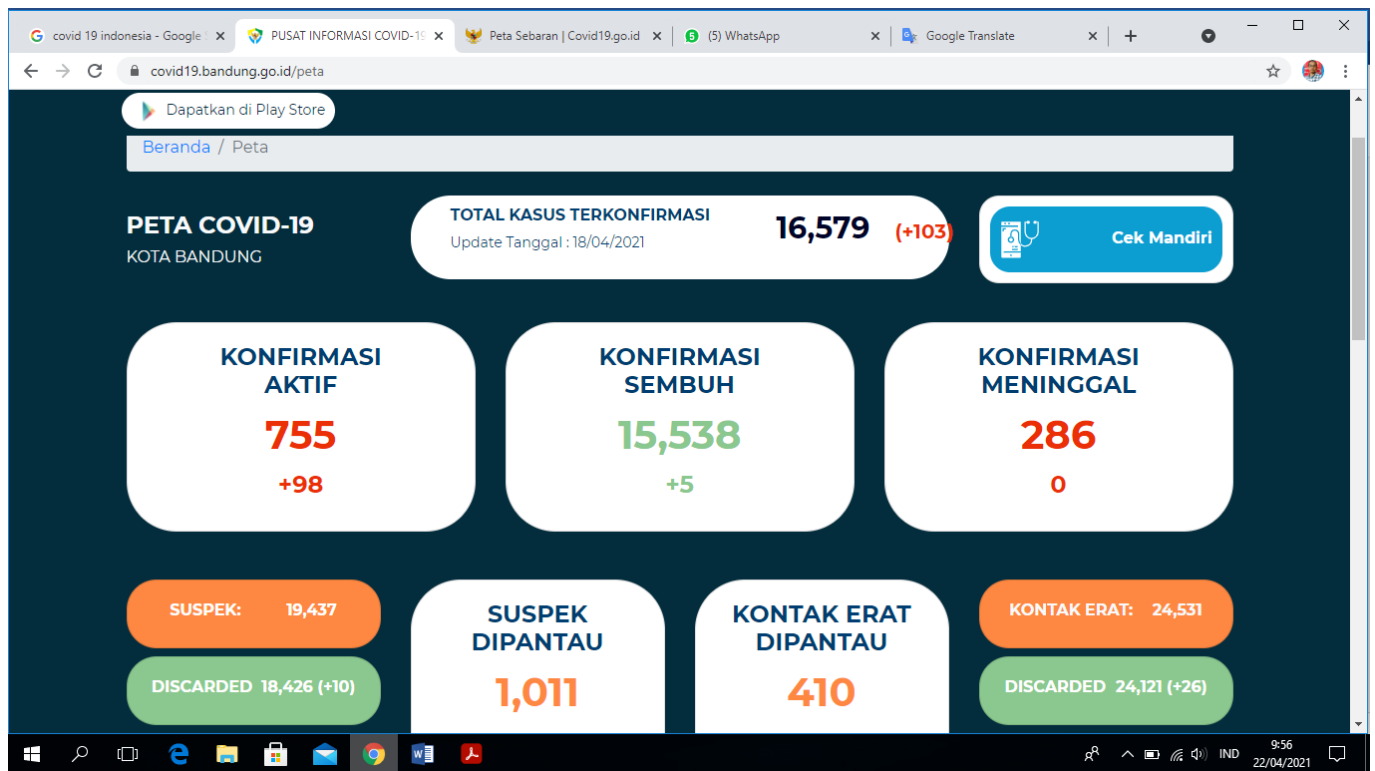 covid 19 indonesia - Google S
PUSAT INFORMASI COVID-19
Peta Sebaran | Covid19.go.id
(5) WhatsApp
Google Translate
covid19.bandung.go.id/peta
Dapatkan di Play Store
Beranda / Peta
PETA COVID-19
KOTA BANDUNG
TOTAL KASUS TERKONFIRMASI
Update Tanggal : 18/04/2021
16,579 (+103)
Cek Mandiri
KONFIRMASI
AKTIF
755
+98
KONFIRMASI
SEMBUH
15,538
+5
KONFIRMASI
MENINGGAL
286
0
SUSPEK: 19,437
DISCARDED 18,426 (+10)
SUSPEK
DIPANTAU
1,011
KONTAK ERAT
DIPANTAU
410
KONTAK ERAT: 24,531
DISCARDED 24,121 (+26)
IND
9:56
22/04/2021